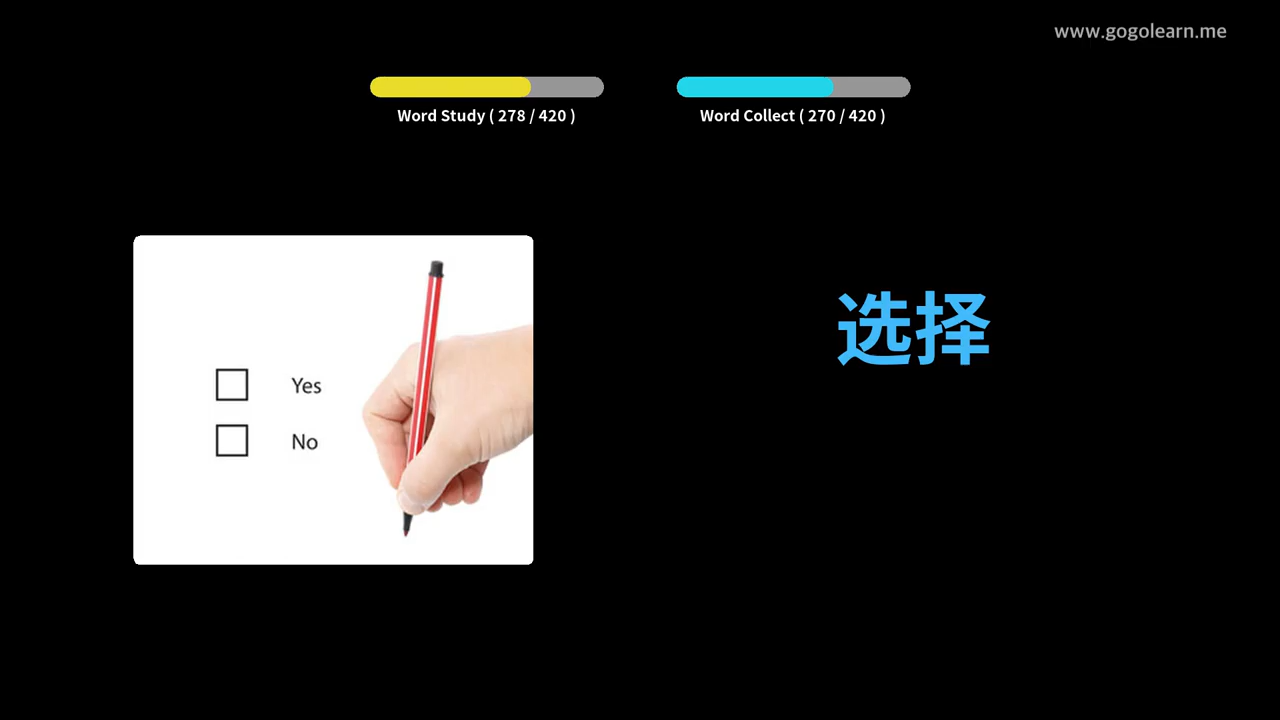 www.gogolearn.me
Word Study ( 278 / 420 )
Word Collect ( 270 / 420 )
选择
Yes
No